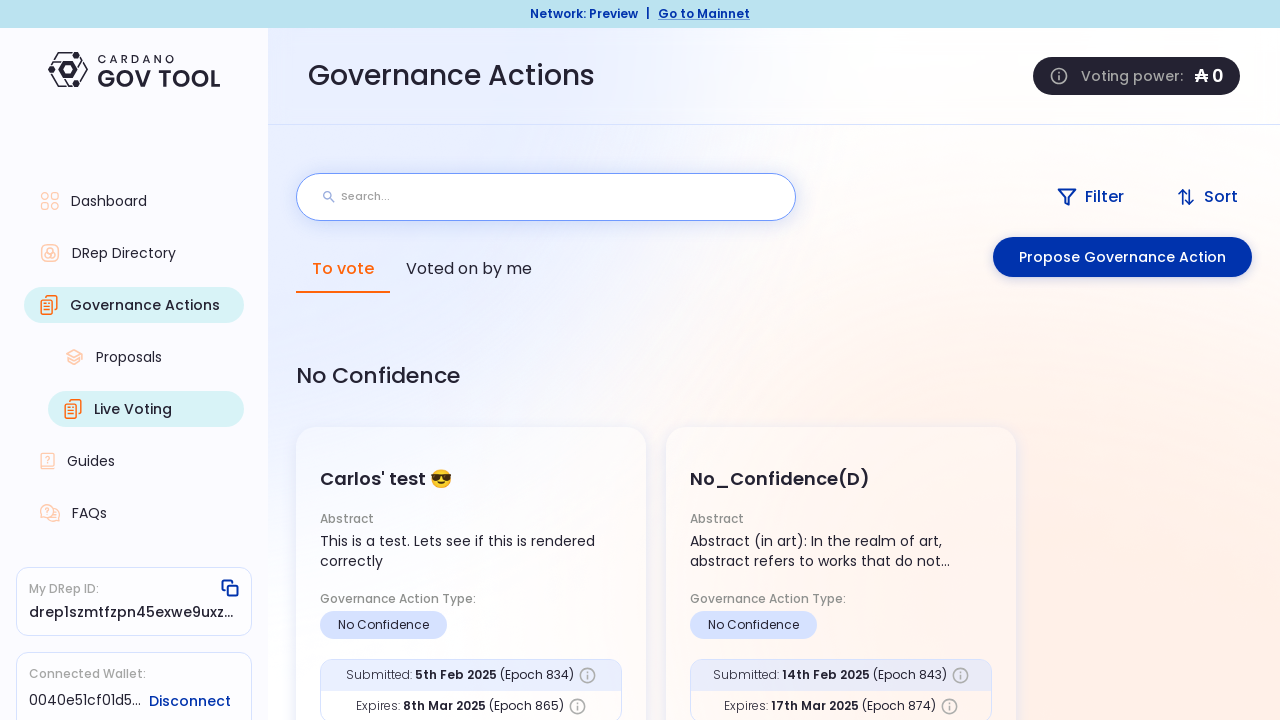 Network: Preview | Go to Mainnet
CARDANO
GOV TOOL
Governance Actions
Voting power: ₳ 0
Dashboard
DRep Directory
Governance Actions
Proposals
Live Voting
Guides
FAQs
My DRep ID:
drep1szmtfzpn45exwe9uxz...
Connected Wallet:
0040e51cf01d5... Disconnect
Search...
Filter
Sort
To vote
Voted on by me
Propose Governance Action
No Confidence
Carlos' test 😎
Abstract
This is a test. Lets see if this is rendered
correctly
Governance Action Type:
No Confidence
Submitted: 5th Feb 2025 (Epoch 834)
Expires: 8th Mar 2025 (Epoch 865)
No_Confidence(D)
Abstract
Abstract (in art): In the realm of art,
abstract refers to works that do not...
Governance Action Type:
No Confidence
Submitted: 14th Feb 2025 (Epoch 843)
Expires: 17th Mar 2025 (Epoch 874)